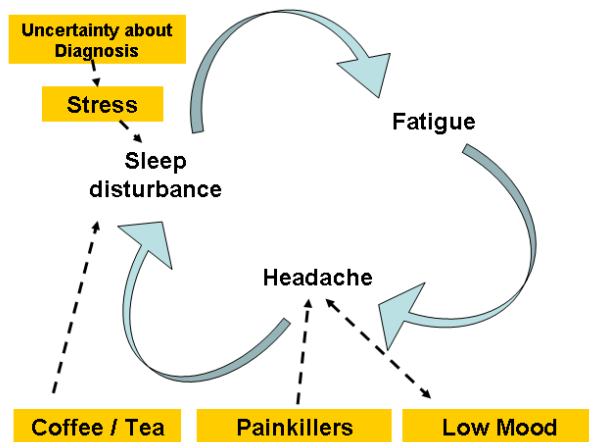 Uncertainty about
Diagnosis
Stress
Sleep
disturbance
Fatigue
Headache
Coffee / Tea
Painkillers
Low Mood